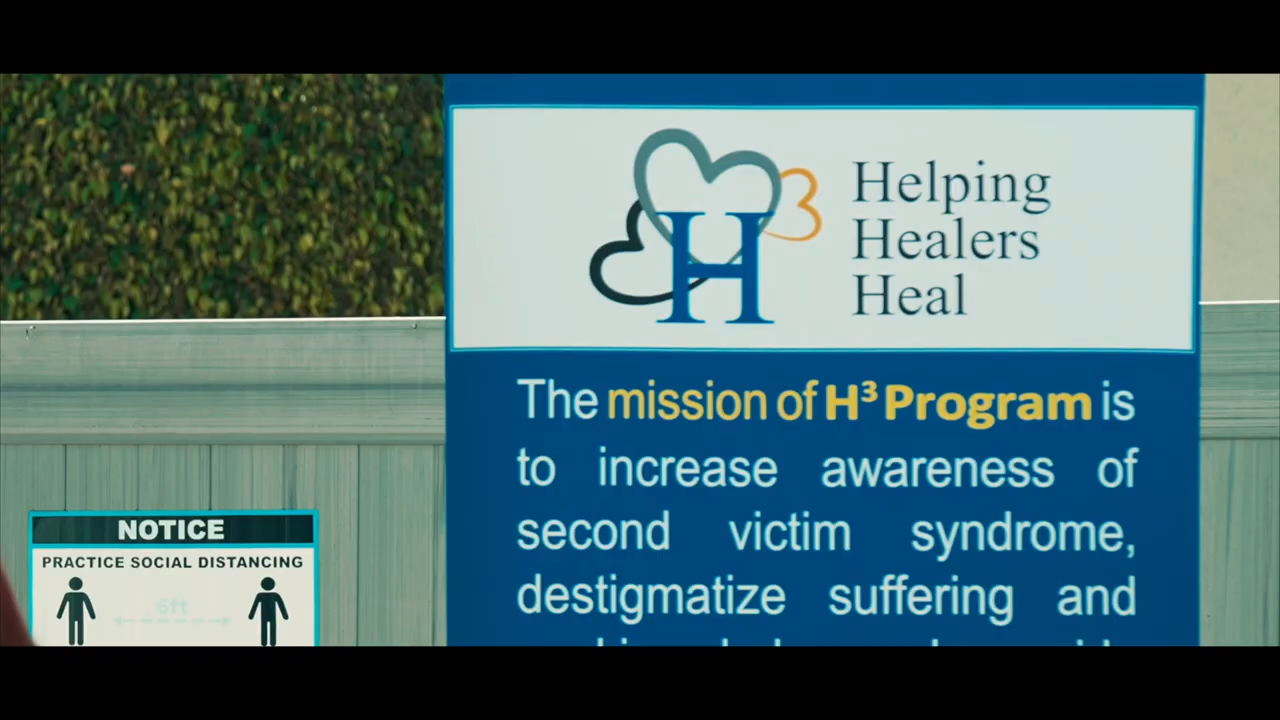 H
Helping
Healers
Heal
The mission of H³ Program is
to increase awareness of
second victim syndrome,
destigmatize suffering and
NOTICE
PRACTICE SOCIAL DISTANCING
6ft